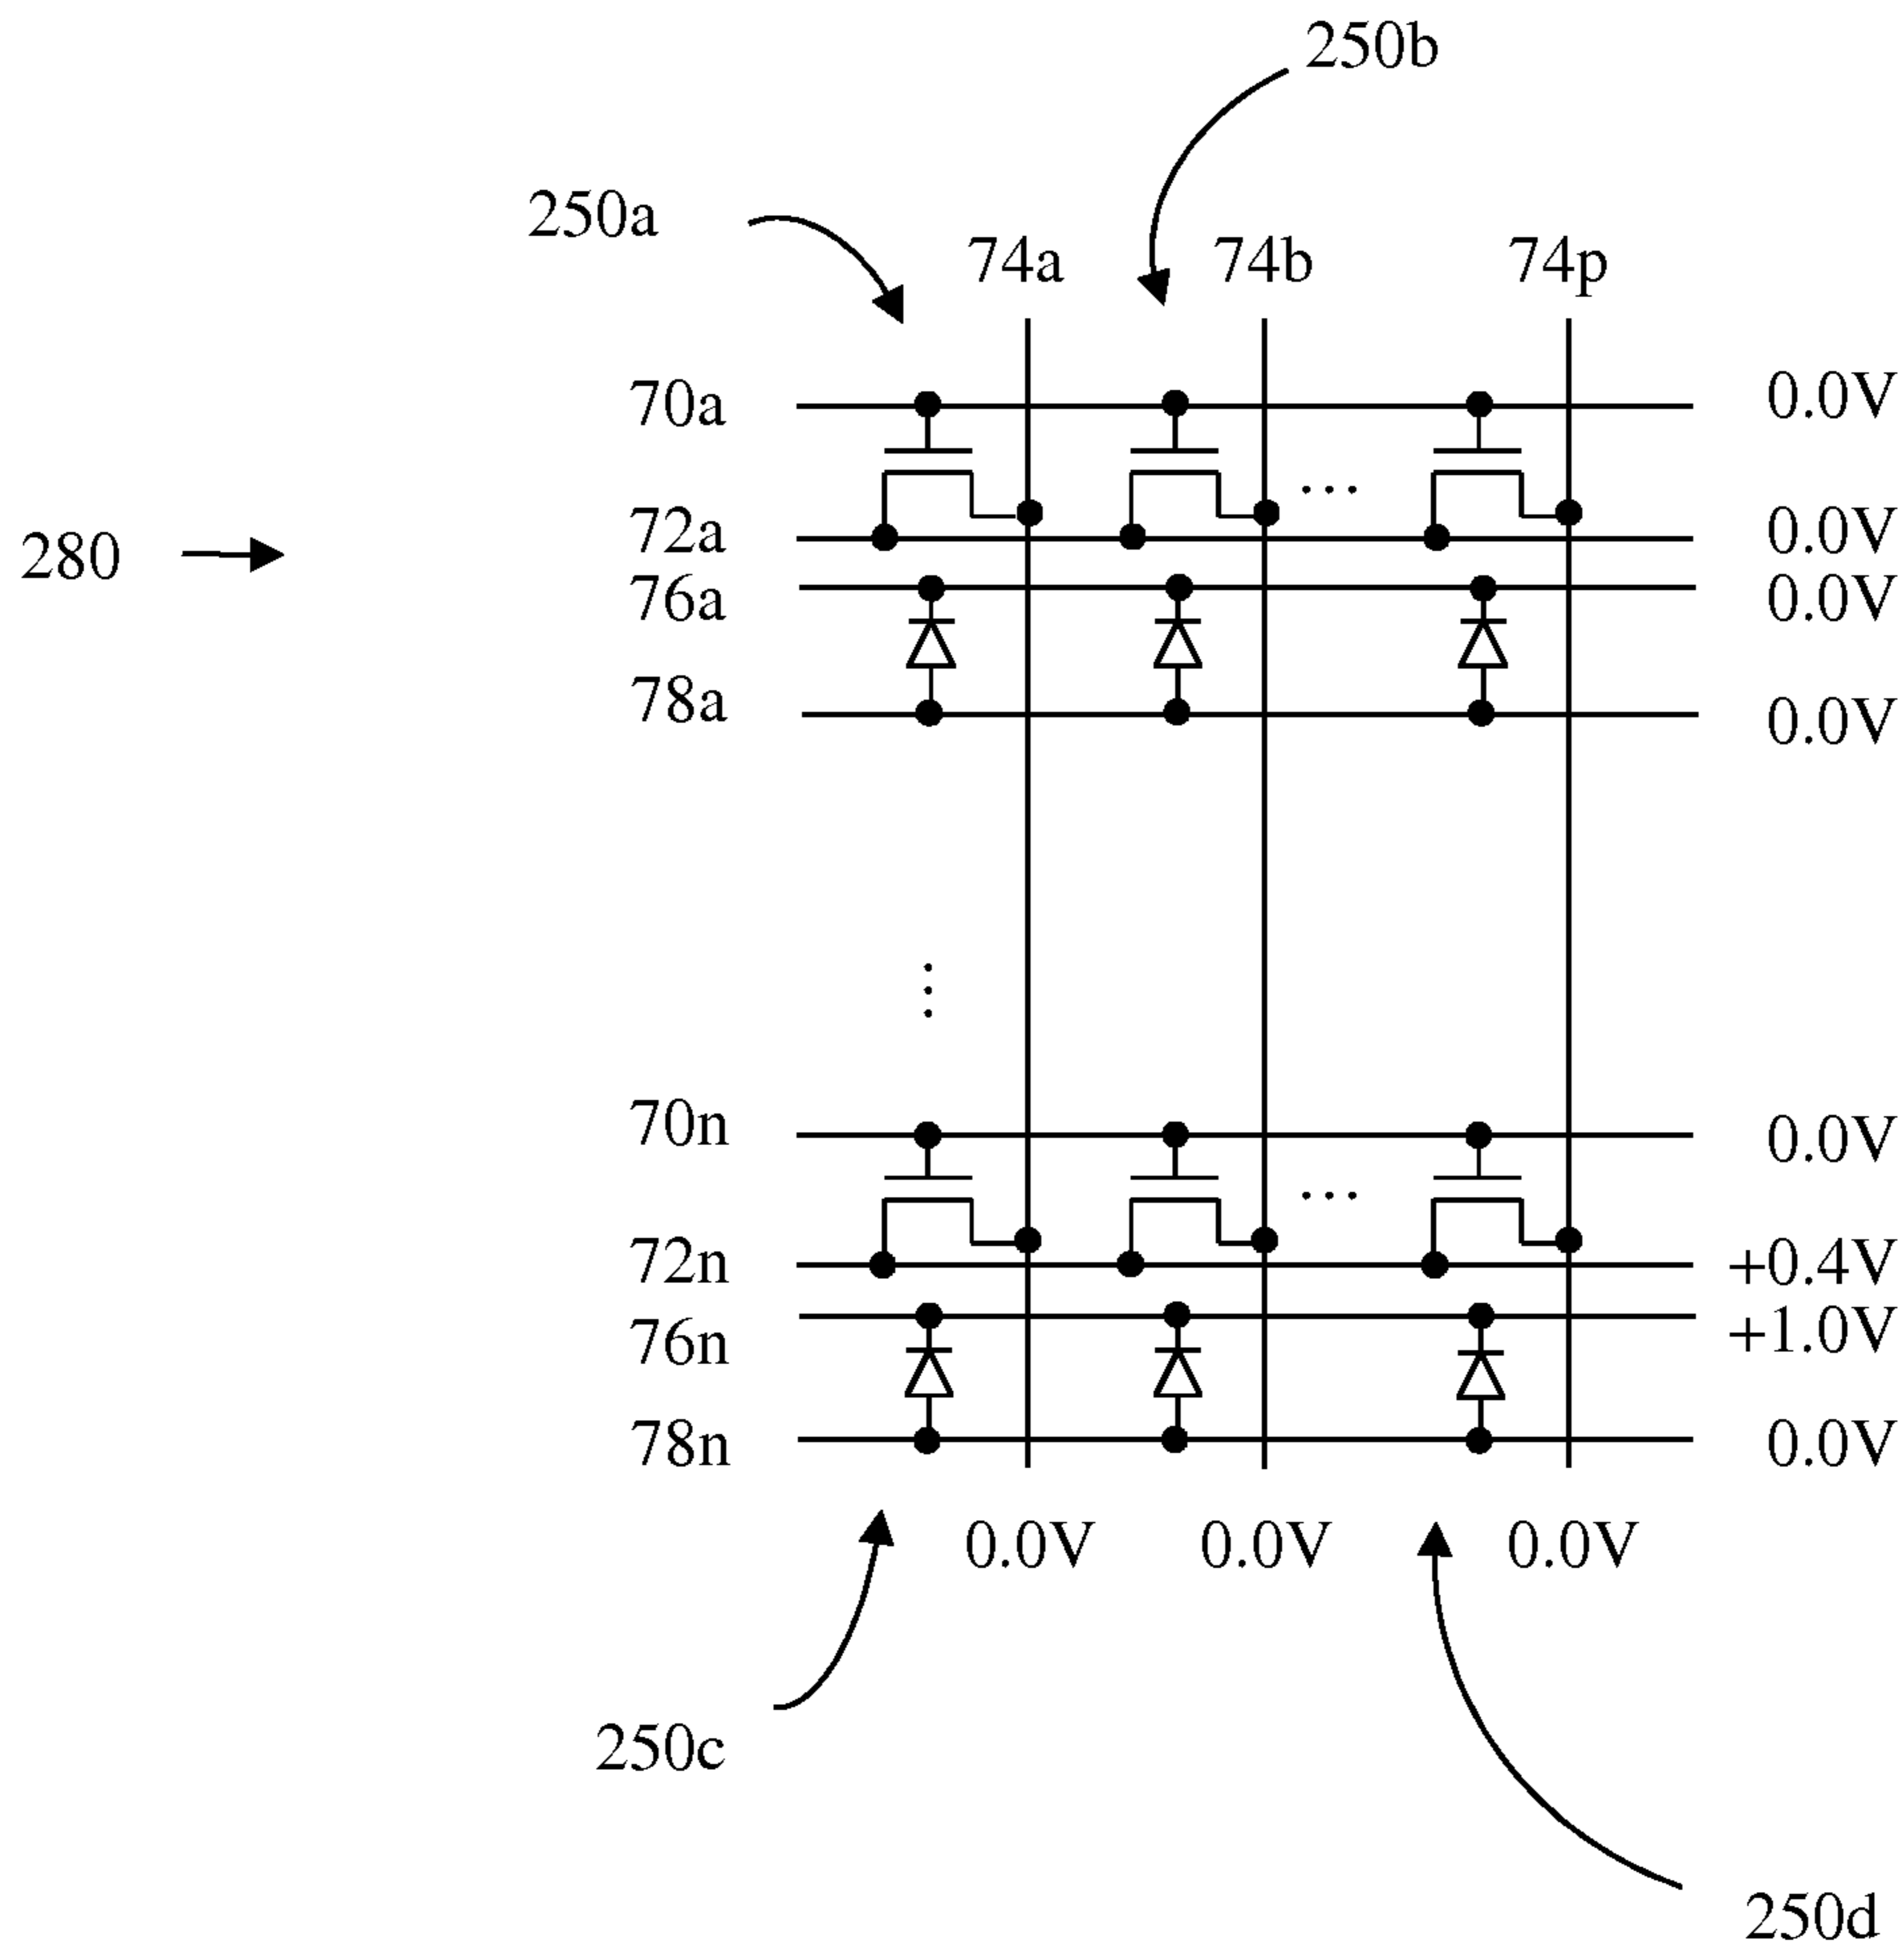 250b
250a
74a 74b 74p
70a 0.0V
...
72a 0.0V
280
76a 0.0V
78a 0.0V
...
70n 0.0V
...
72n +0.4V
76n +1.0V
78n 0.0V
0.0V 0.0V 0.0V
250c
250d